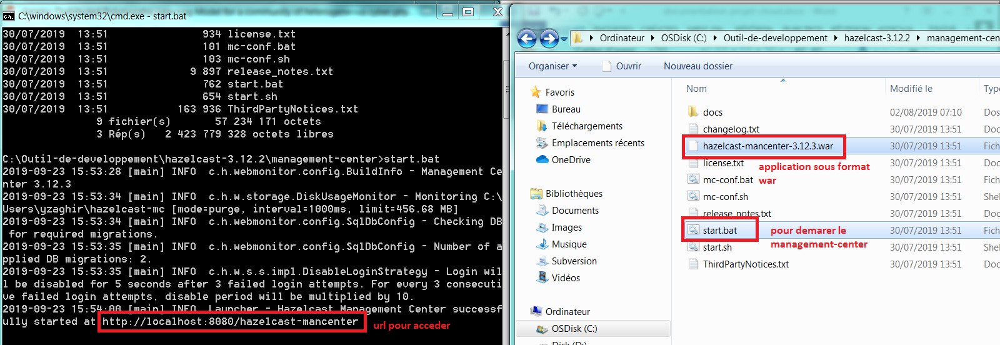 C:\windows\system32\cmd.exe - start.bat
30/07/2019  13:51               934 license.txt
30/07/2019  13:51               101 mc-conf.bat
30/07/2019  13:51               103 mc-conf.sh
30/07/2019  13:51             9 897 release_notes.txt
30/07/2019  13:51               762 start.bat
30/07/2019  13:51               654 start.sh
30/07/2019  13:51           163 936 ThirdPartyNotices.txt
9 fichier(s)       57 234 171 octets
3 Rép(s)   2 423 779 328 octets libres
C:\Outil-de-developpement\hazelcast-3.12.2\management-center>start.bat
2019-09-23 15:53:28 [main] INFO  c.h.webmonitor.config.BuildInfo - Management Ce
nter 3.12.3
2019-09-23 15:53:34 [main] INFO  c.h.w.storage.DiskUsageMonitor - Monitoring C:\
Users\yzaghir\hazelcast-mc [mode=purge, interval=1000ms, limit=456.68 MB]
2019-09-23 15:53:34 [main] INFO  c.h.webmonitor.config.SqlDbConfig - Checking DB
for required migrations.
2019-09-23 15:53:35 [main] INFO  c.h.webmonitor.config.SqlDbConfig - Number of a
pplied DB migrations: 2.
2019-09-23 15:53:35 [main] INFO  c.h.w.s.s.impl.DisableLoginStrategy - Login wil
l be disabled for 5 seconds after 3 failed login attempts. For every 3 consecuti
ve failed login attempts, disable period will be multiplied by 10.
2019-09-23 15:54:00 [main] INFO  Launcher - Hazelcast Management Center successf
ully started at http://localhost:8080/hazelcast-mancenter
url pour acceder
Ordinateur OSDisk (C:) Outil-de-developpement hazelcast-3.12.2 management-cen
Organiser Ouvrir Nouveau dossier
Favoris
Bureau
Téléchargements
Emplacements récents
OneDrive
Bibliothèques
Documents
Images
Musique
Subversion
Vidéos
Ordinateur
OSDisk (C:)
Disk (D:)
Nom Modifié le Type
docs 02/08/2019 07:10 Dos
changelog.txt 30/07/2019 13:51 Doc
hazelcast-mancenter-3.12.3.war 30/07/2019 13:51 Fich
license.txt 30/07/2019 13:51 Doc
application sous format
war
mc-conf.bat 30/07/2019 13:51 Fich
mc-conf.sh 30/07/2019 13:51 Shel
release_notes.txt 30/07/2019 13:51 Doc
start.bat 30/07/2019 13:51 Fich
pour demarer le
management-center
start.sh 30/07/2019 13:51 Shel
ThirdPartyNotices.txt 30/07/2019 13:51 Doc